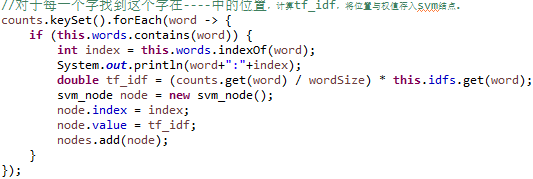 //对于每一个字找到这个字在----中的位置，计算tf_idf，将位置与权值存入svm结点。
counts.keySet().forEach(word -> {
if (this.words.contains(word)) {
int index = this.words.indexOf(word);
System.out.println(word+":"+index);
double tf_idf = (counts.get(word) / wordSize) * this.idfs.get(word);
svm_node node = new svm_node();
node.index = index;
node.value = tf_idf;
nodes.add(node);
}
});